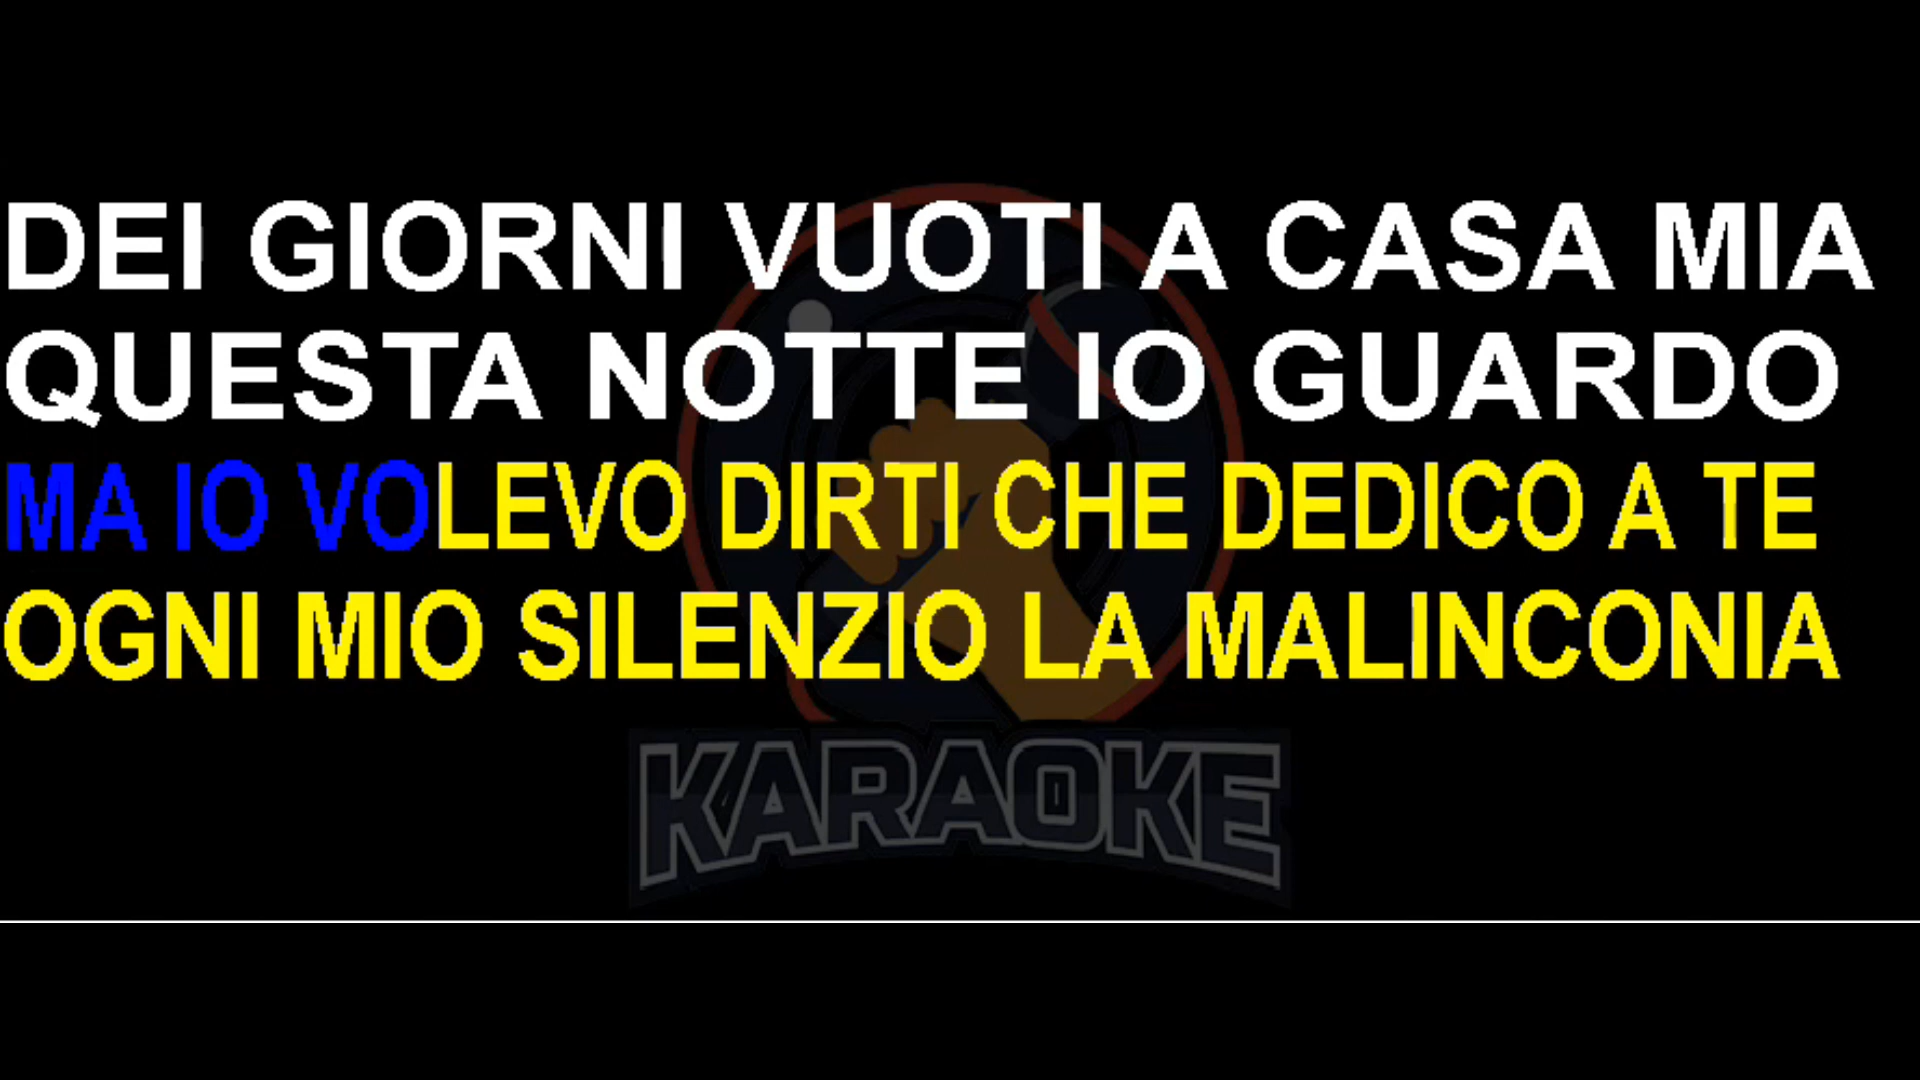 DEI GIORNI VUOTI A CASA MIA
QUESTA NOTTE IO GUARDO
MA IO VOLEVO DIRTI CHE DEDICO A TE
OGNI MIO SILENZIO LA MALINCONIA
KARAOKE